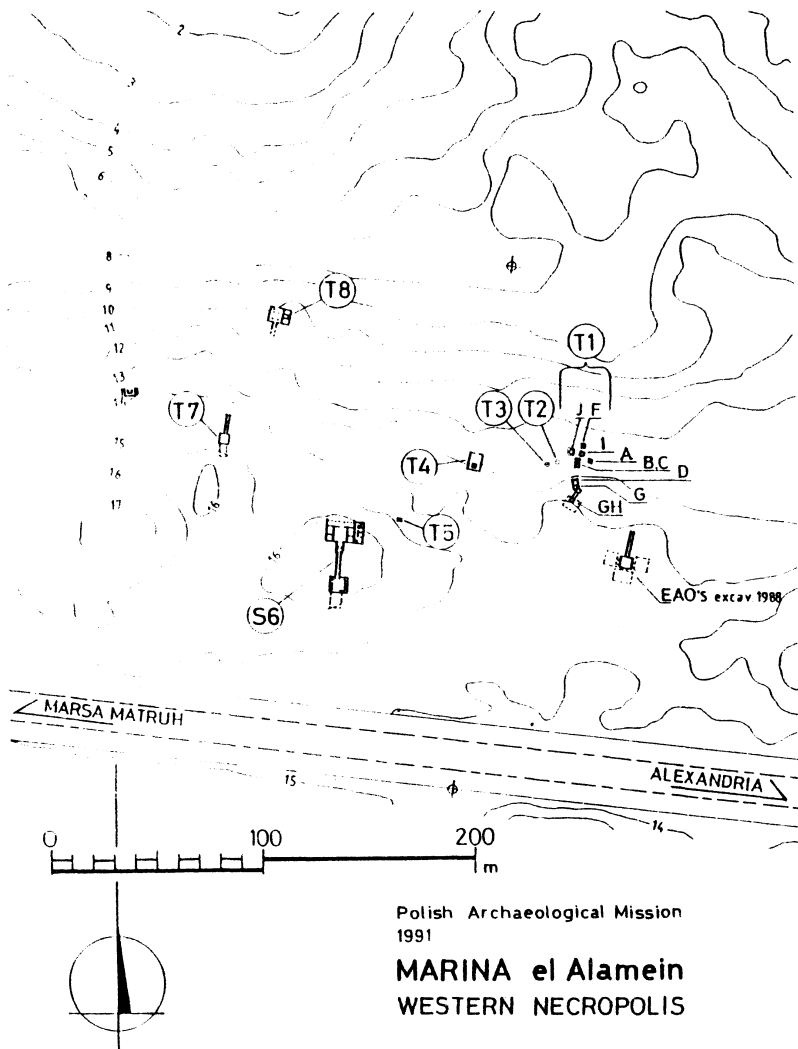 2
3
4
5
6
8
9
10
11
12
13
14
15
16
17
T8
T1
T7
T3 T2
J F
I
A
B,C
D
T4
G
GH
16
T5
16
S6
EAO's excav. 1988
MARSA MATRUH
ALEXANDRIA
15
14
0 100 200
m
Polish Archaeological Mission
1991
MARINA el Alamein
WESTERN NECROPOLIS